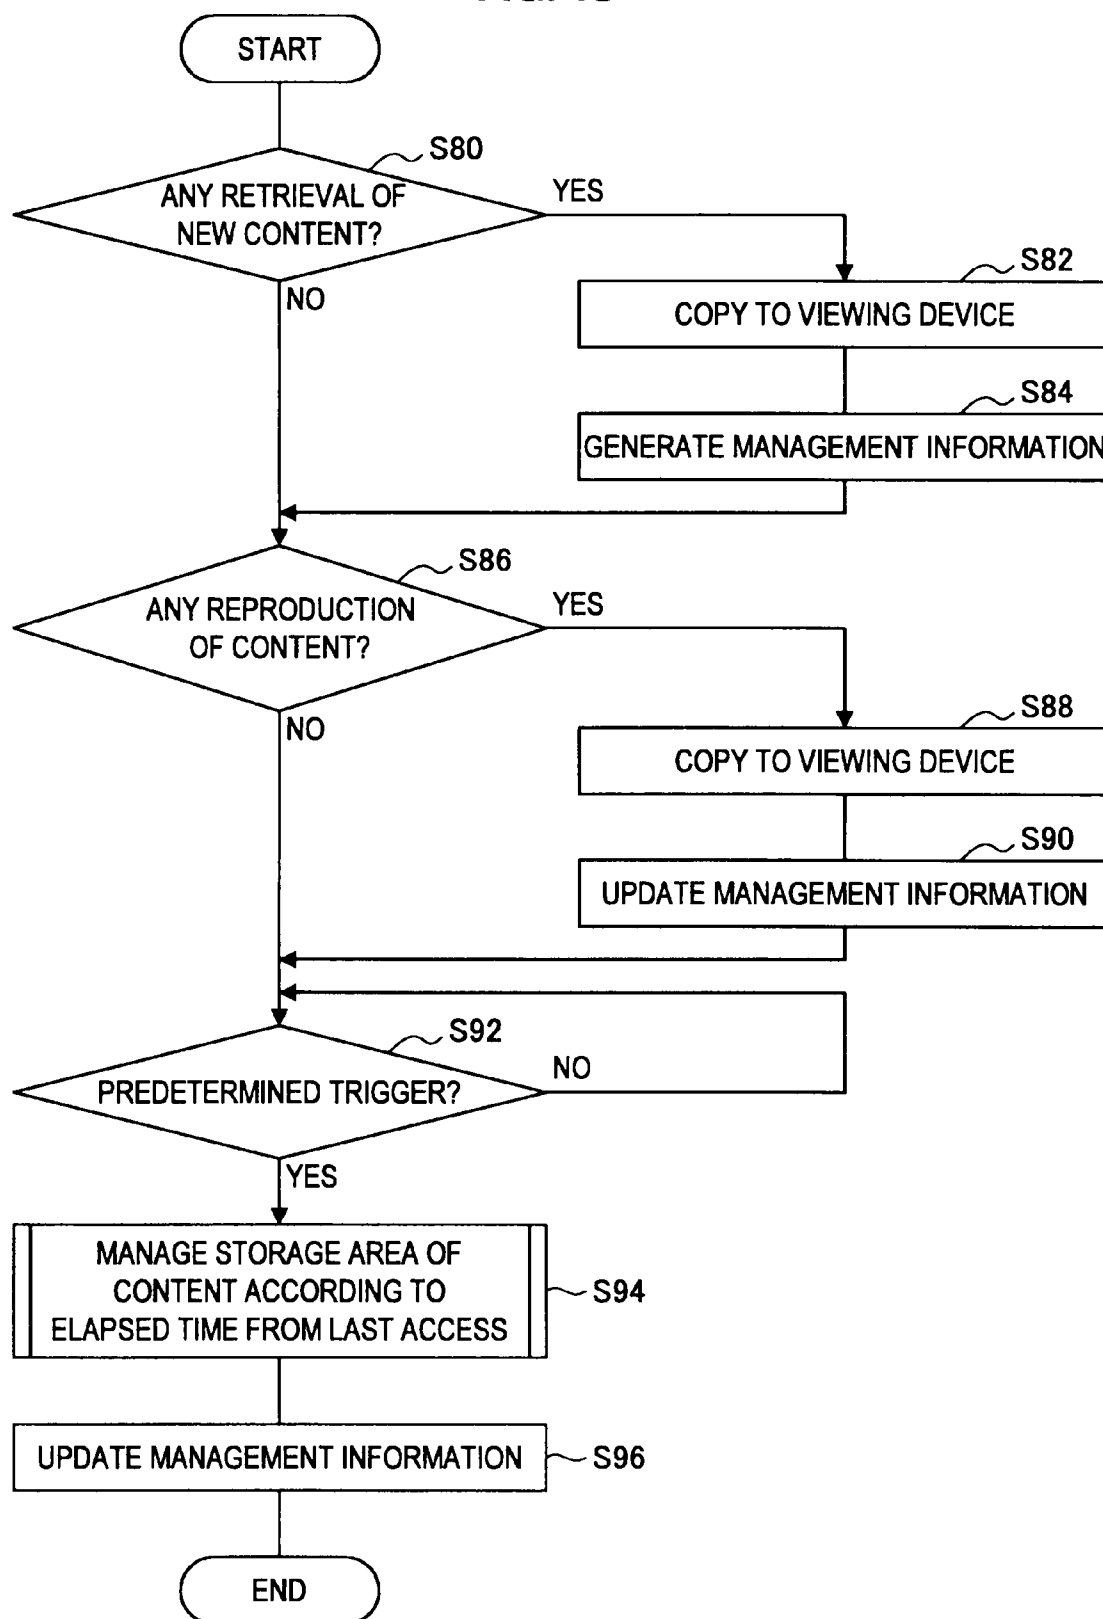 START
S80
ANY RETRIEVAL OF
NEW CONTENT?
YES
NO
S82
COPY TO VIEWING DEVICE
S84
GENERATE MANAGEMENT INFORMATION
S86
ANY REPRODUCTION
OF CONTENT?
YES
NO
S88
COPY TO VIEWING DEVICE
S90
UPDATE MANAGEMENT INFORMATION
S92
PREDETERMINED TRIGGER?
NO
YES
MANAGE STORAGE AREA OF
CONTENT ACCORDING TO
ELAPSED TIME FROM LAST ACCESS
S94
UPDATE MANAGEMENT INFORMATION
S96
END